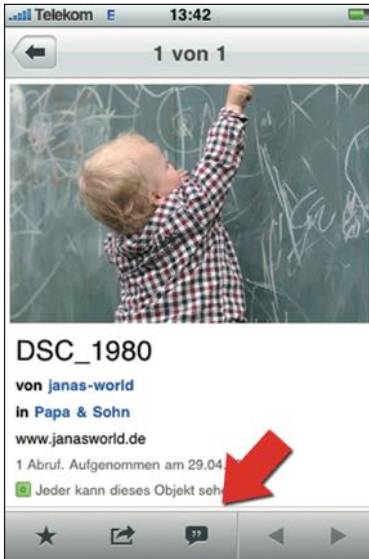 Telekom E 13:42
1 von 1
DSC_1980
von janas-world
in Papa & Sohn
www.janasworld.de
1 Abruf. Aufgenommen am 29.04.
Jeder kann dieses Objekt